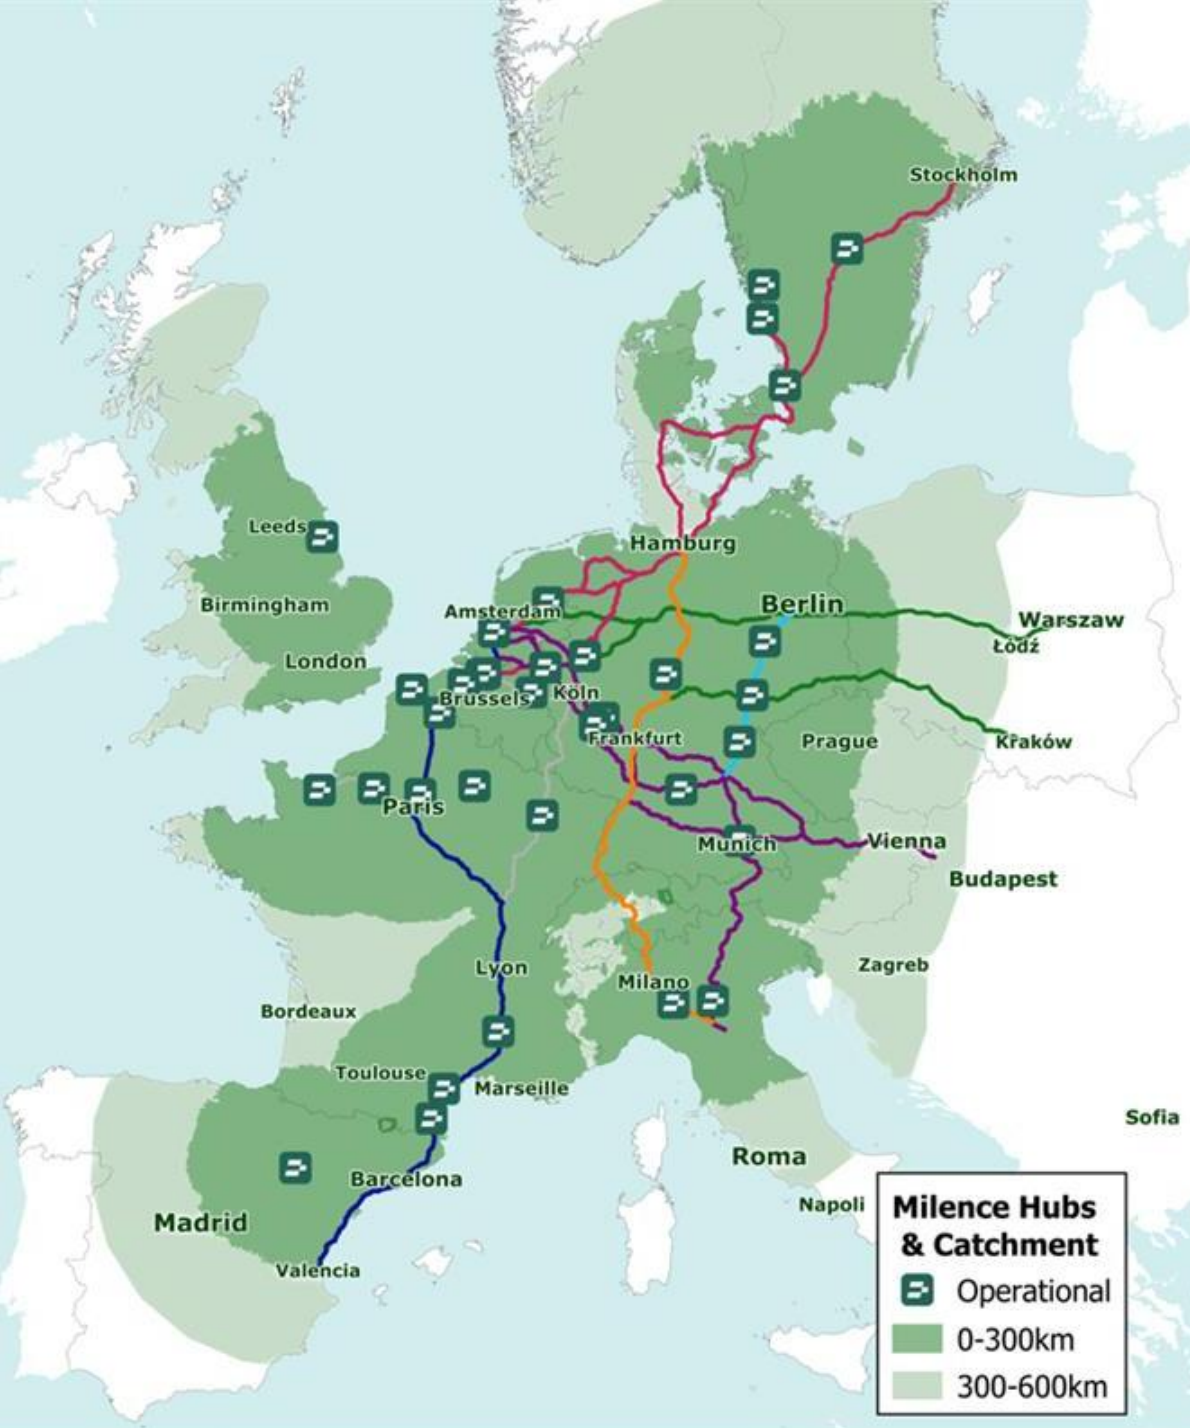 Stockholm
Leeds
Hamburg
Birmingham
Amsterdam
Berlin
Warszaw
Łódź
London
Brussels
Köln
Frankfurt
Prague
Kraków
Paris
Munich
Vienna
Budapest
Lyon
Milano
Zagreb
Bordeaux
Toulouse
Marseille
Sofia
Roma
Barcelona
Napoli
Madrid
Valencia
Milence Hubs
& Catchment
Operational
0-300km
300-600km